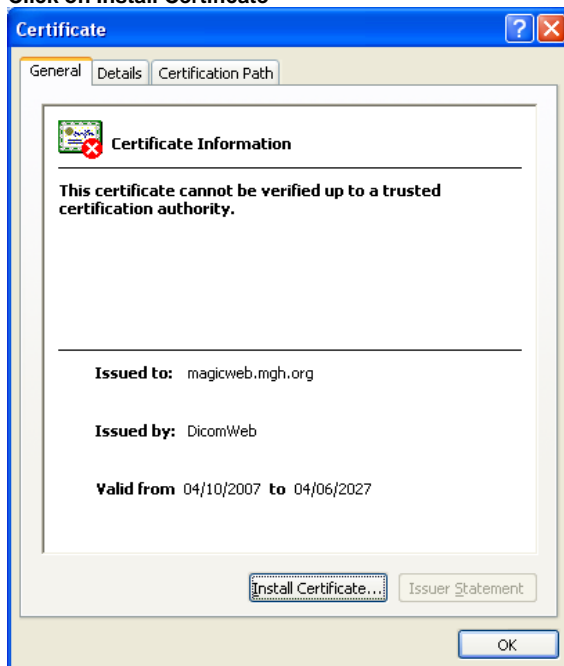 Click on Install Certificate
Certificate
General Details Certification Path
Certificate Information
This certificate cannot be verified up to a trusted
certification authority.
Issued to: magicweb.mgh.org
Issued by: DicomWeb
Valid from 04/10/2007 to 04/06/2027
Install Certificate... Issuer Statement
OK